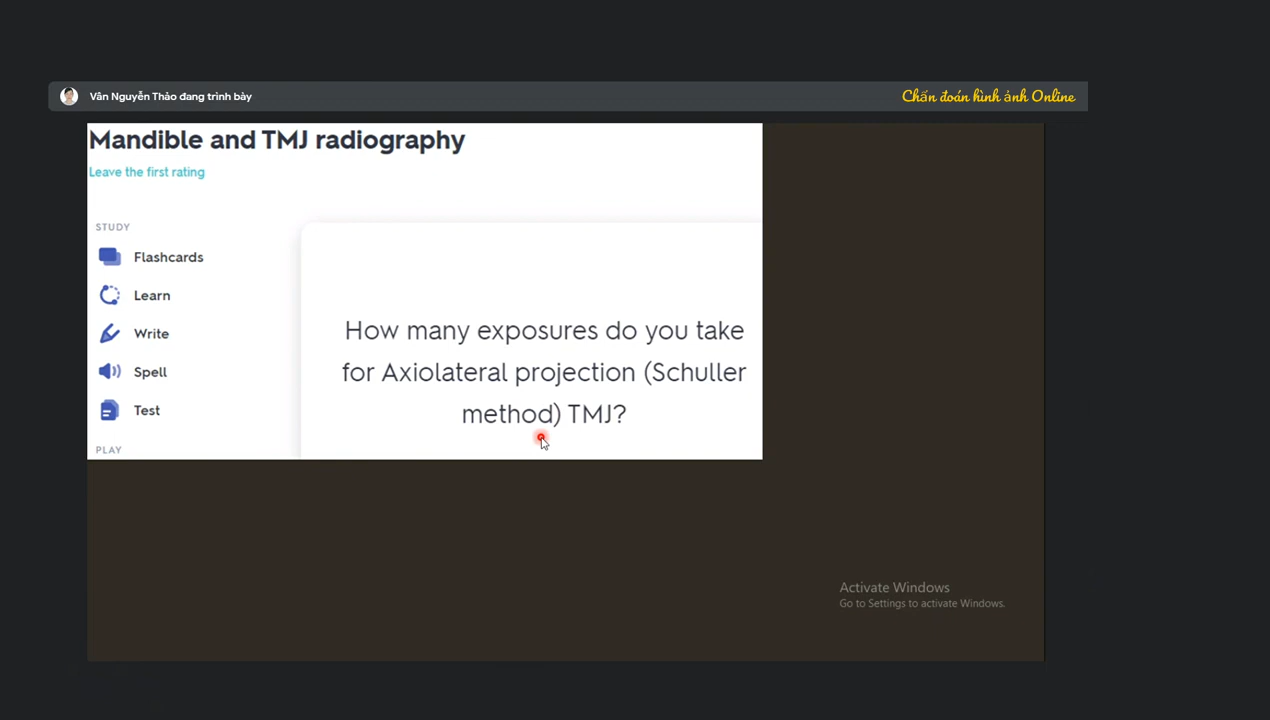 Vân Nguyễn Thảo đang trình bày
Chẩn đoán hình ảnh Online
Mandible and TMJ radiography
Leave the first rating
STUDY
Flashcards
Learn
Write
Spell
Test
PLAY
How many exposures do you take
for Axiolateral projection (Schuller
method) TMJ?
Activate Windows
Go to Settings to activate Windows.